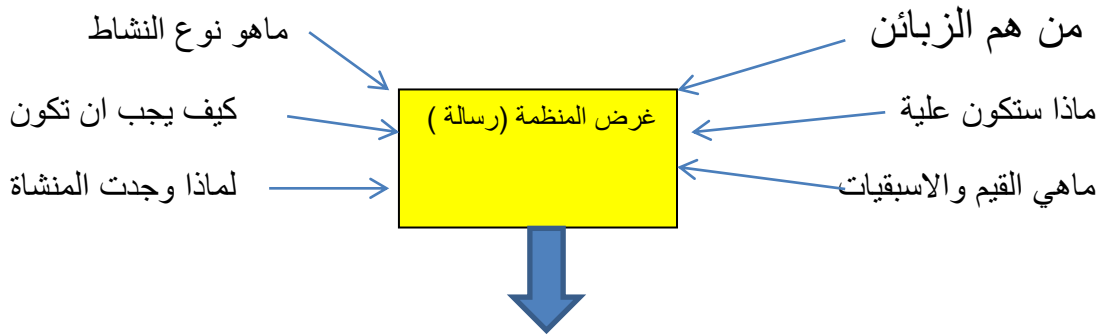 من هم الزبائن
ماهو نوع النشاط
غرض المنظمة (رسالة )
ماذا ستكون علية
كيف يجب ان تكون
ماهي القيم والاسبقيات
لماذا وجدت المنشاة